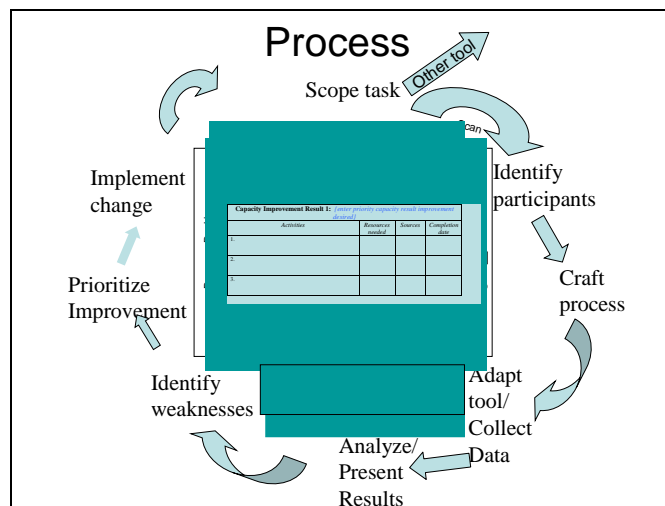 Process
Other tool
Scope task
Scan
Identify
participants
Implement
change
Capacity Improvement Result 1: [enter priority capacity result improvement
desired]
Activities
Resources
needed
Sources
Completion
date
1.
2.
3.
Craft
process
Prioritize
Improvement
Identify
weaknesses
Adapt
tool/
Collect
Data
Analyze/
Present
Results